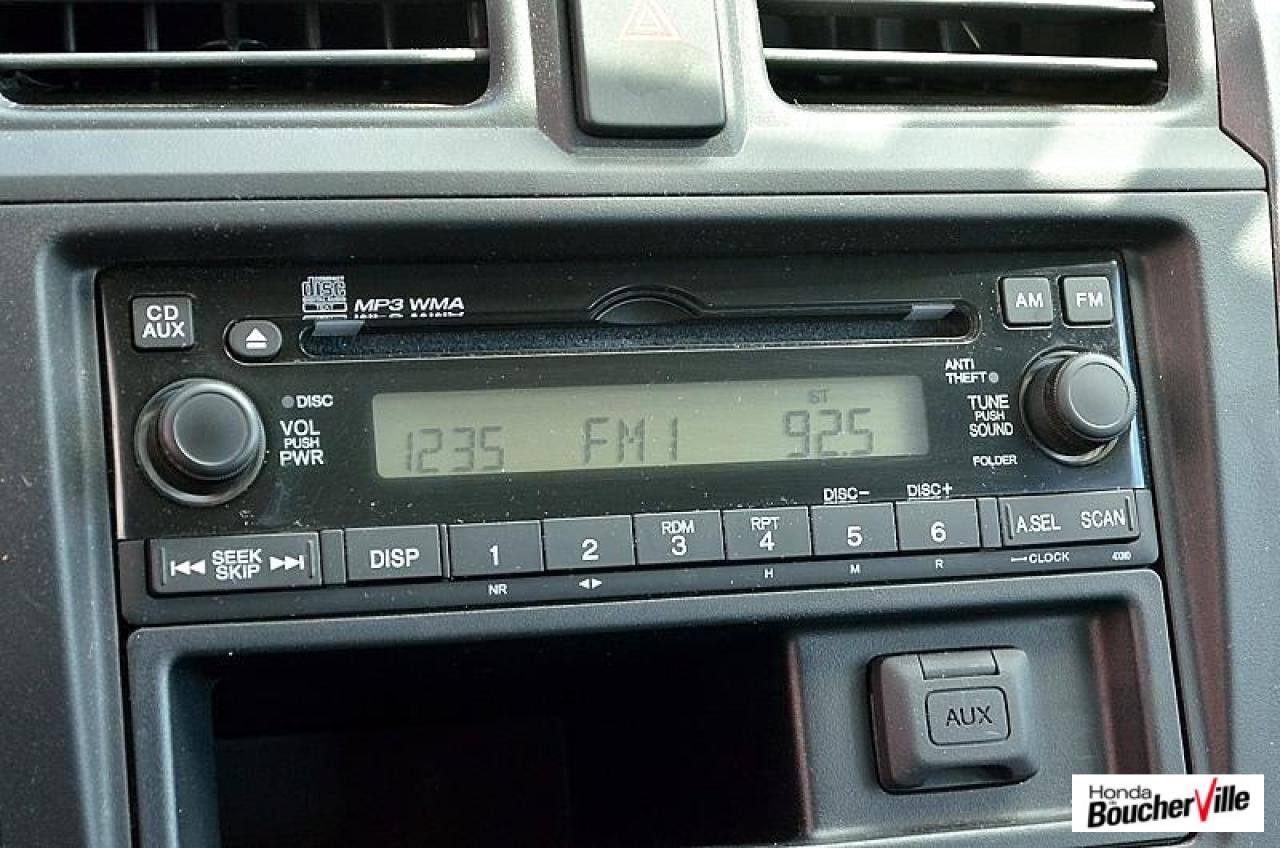 disc
MP3 WMA
CD
AUX
AM
FM
DISC
VOL
PUSH
PWR
1235 FM1 ST 92.5
ANTI
THEFT
TUNE
PUSH
SOUND
FOLDER
DISC- DISC+
SEEK
SKIP
DISP
1
2
RDM
3
RPT
4
5
6
A.SEL SCAN
NR
H
M
R
CLOCK
AUX
Honda
de
BoucherVille